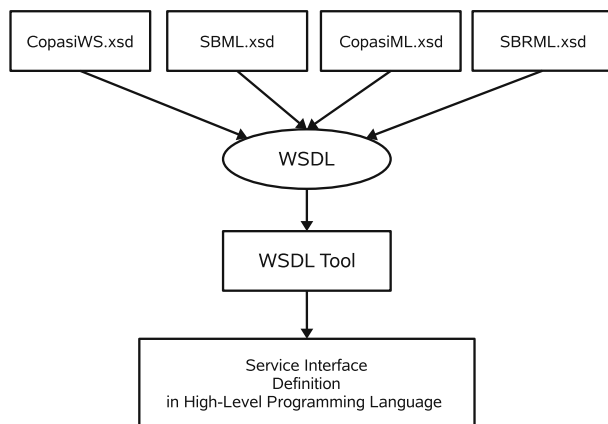 CopasiWS.xsd
SBML.xsd
CopasiML.xsd
SBRML.xsd
WSDL
WSDL Tool
Service Interface
Definition
in High-Level Programming Language